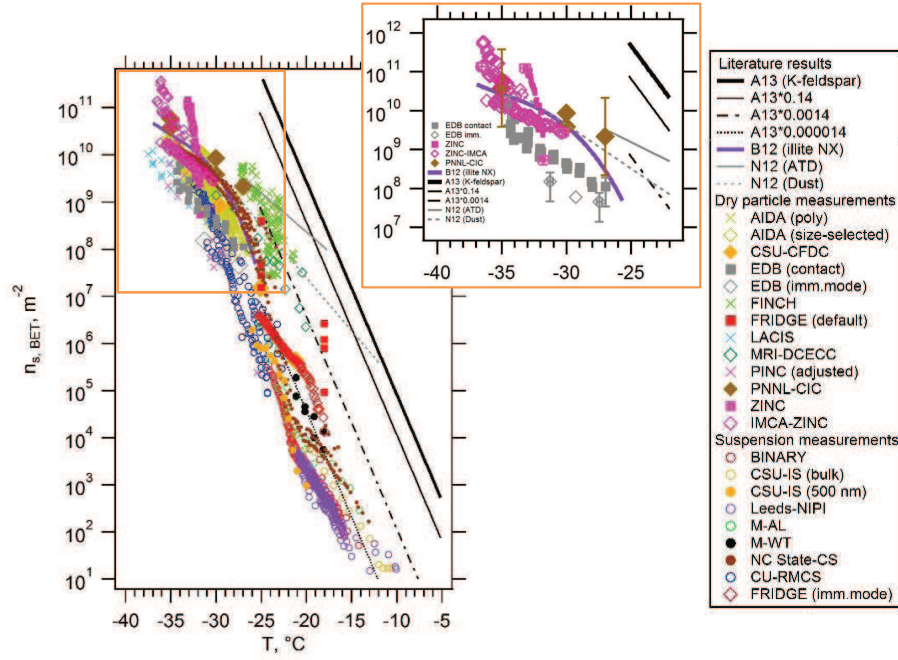 10^12
10^11
10^10
10^9
10^8
10^7
-40 -35 -30 -25
EDB contact
EDB imm.
ZINC
ZINC-IMCA
PNNL-CIC
B12 (illite NX)
A13 (K-feldspar)
A13*0.14
A13*0.0014
N12 (ATD)
N12 (Dust)
n_s, BET, m^-2
10^11
10^10
10^9
10^8
10^7
10^6
10^5
10^4
10^3
10^2
10^1
-40 -35 -30 -25 -20 -15 -10 -5
T, °C
Literature results
A13 (K-feldspar)
A13*0.14
A13*0.0014
A13*0.000014
B12 (illite NX)
N12 (ATD)
N12 (Dust)
Dry particle measurements
AIDA (poly)
AIDA (size-selected)
CSU-CFDC
EDB (contact)
EDB (imm.mode)
FINCH
FRIDGE (default)
LACIS
MRI-DCECC
PINC (adjusted)
PNNL-CIC
ZINC
IMCA-ZINC
Suspension measurements
BINARY
CSU-IS (bulk)
CSU-IS (500 nm)
Leeds-NIPI
M-AL
M-WT
NC State-CS
CU-RMCS
FRIDGE (imm.mode)